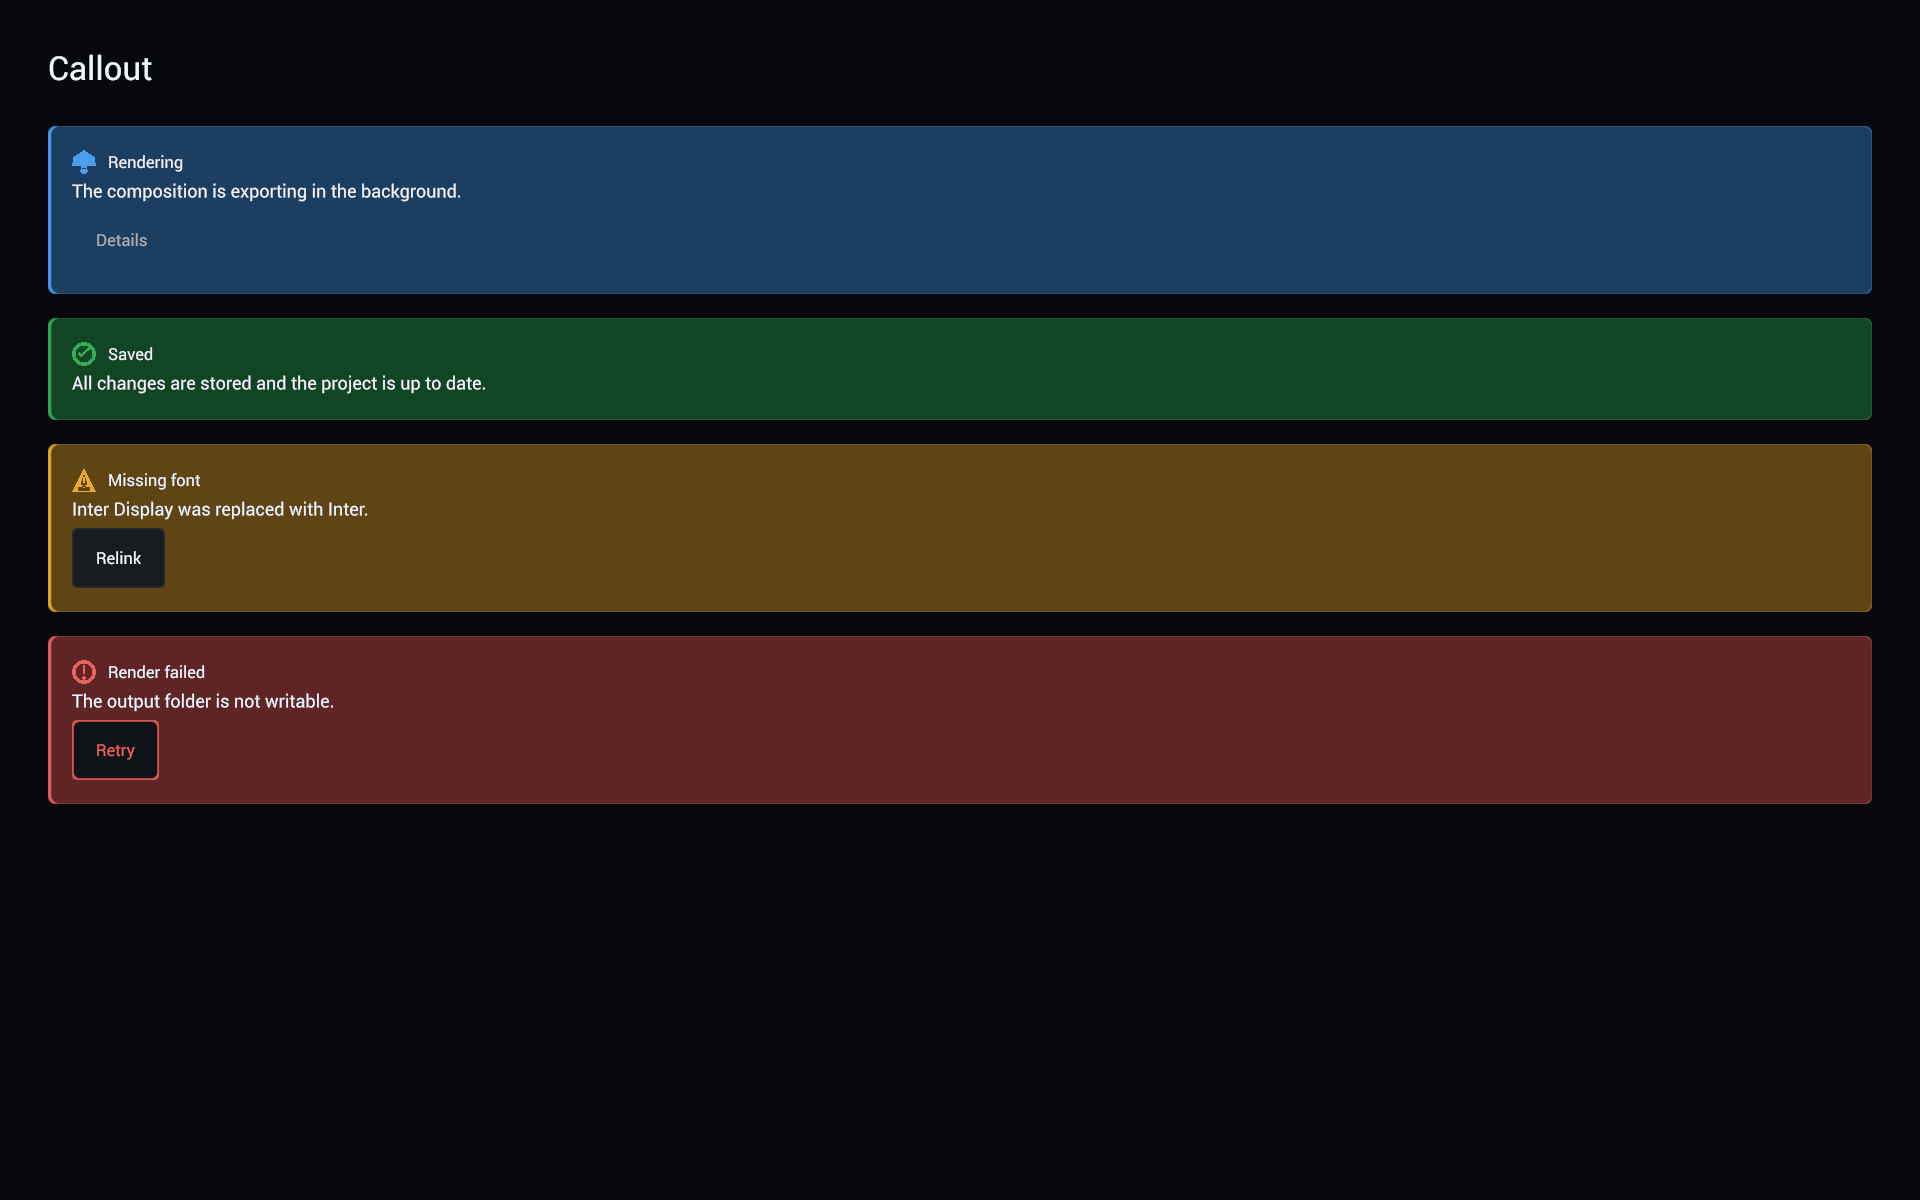 Callout
Rendering
The composition is exporting in the background.
Details
Saved
All changes are stored and the project is up to date.
Missing font
Inter Display was replaced with Inter.
Relink
Render failed
The output folder is not writable.
Retry